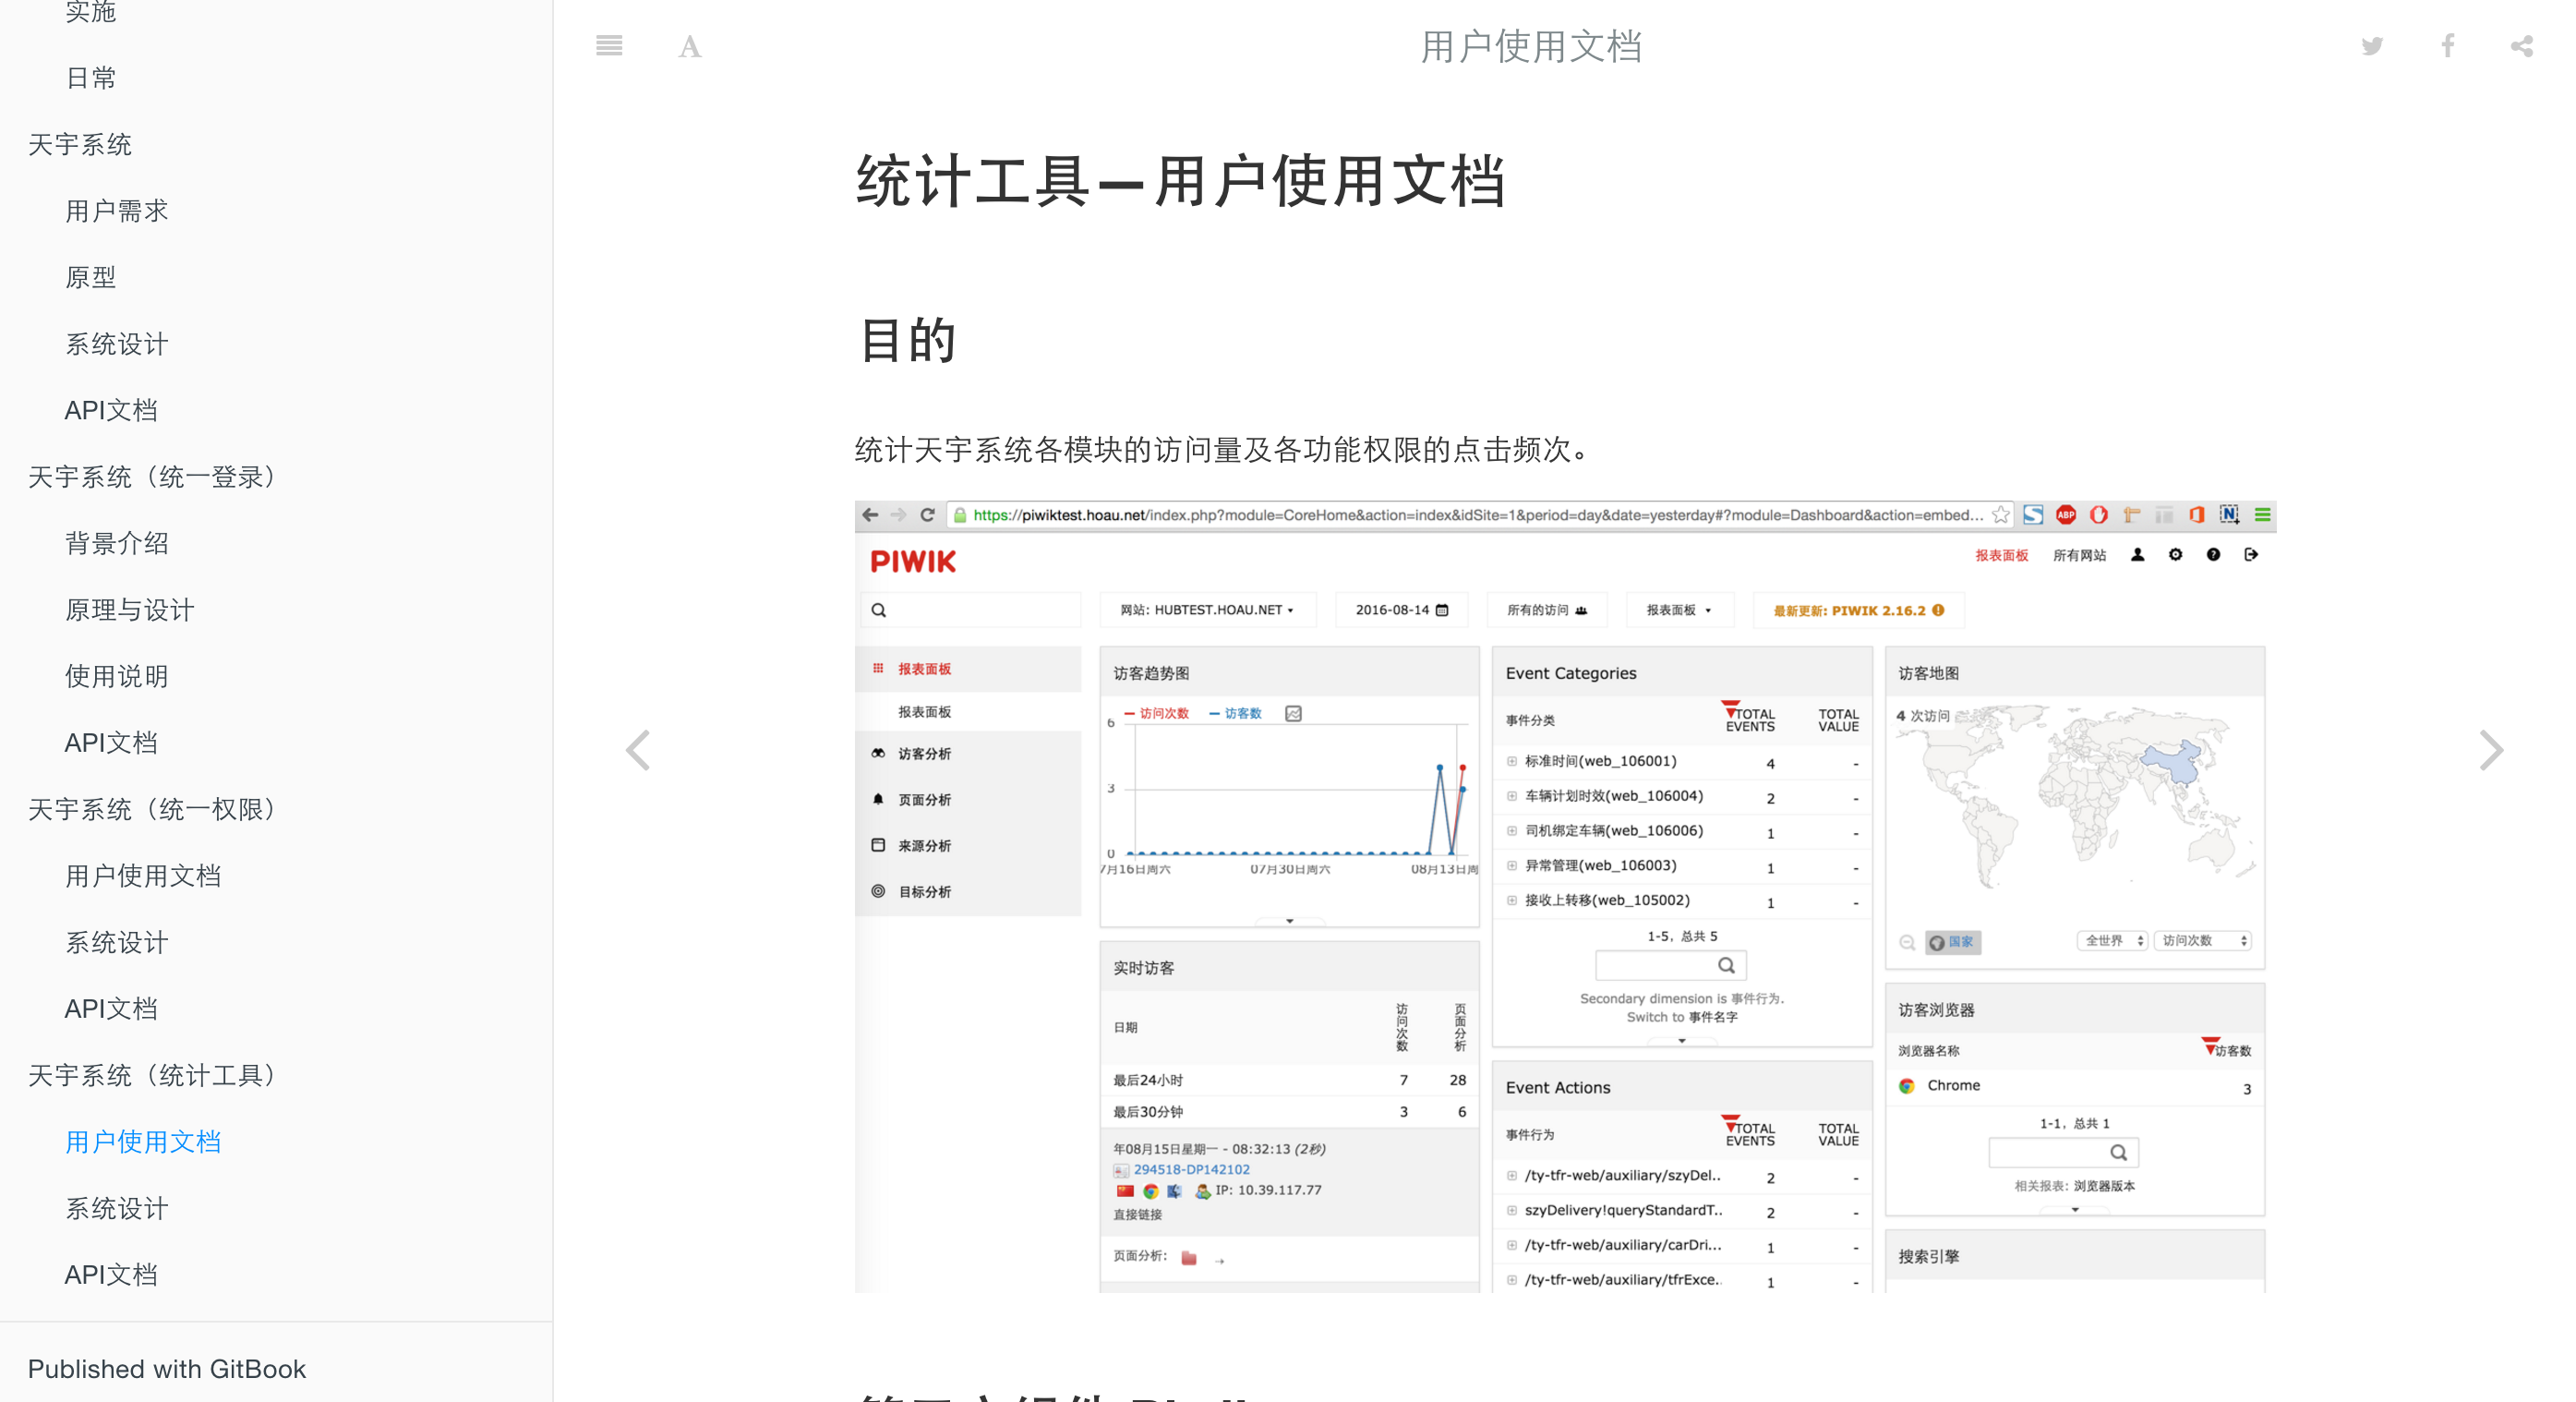 实施
日常
天宇系统
用户需求
原型
系统设计
API文档
天宇系统（统一登录）
背景介绍
原理与设计
使用说明
API文档
天宇系统（统一权限）
用户使用文档
系统设计
API文档
天宇系统（统计工具）
用户使用文档
系统设计
API文档
Published with GitBook
A
用户使用文档
统计工具—用户使用文档
目的
统计天宇系统各模块的访问量及各功能权限的点击频次。
https://piwiktest.hoau.net/index.php?module=CoreHome&action=index&idSite=1&period=day&date=yesterday#?module=Dashboard&action=embed...
ABP
PIWIK
报表面板 所有网站
网站: HUBTEST.HOAU.NET
2016-08-14
所有的访问
报表面板
最新更新: PIWIK 2.16.2
报表面板
报表面板
访客分析
页面分析
来源分析
目标分析
访客趋势图
访问次数 访客数
6
3
0
7月16日周六 07月30日周六 08月13日周
实时访客
日期 访问次数 页面分析
最后24小时 7 28
最后30分钟 3 6
年08月15日星期一 - 08:32:13 (2秒)
294518-DP142102
IP: 10.39.117.77
直接链接
页面分析: →
Event Categories
事件分类 TOTAL EVENTS TOTAL VALUE
标准时间(web_106001) 4 -
车辆计划时效(web_106004) 2 -
司机绑定车辆(web_106006) 1 -
异常管理(web_106003) 1 -
接收上转移(web_105002) 1 -
1-5, 总共 5
Secondary dimension is 事件行为.
Switch to 事件名字
Event Actions
事件行为 TOTAL EVENTS TOTAL VALUE
/ty-tfr-web/auxiliary/szyDel.. 2 -
szyDelivery!queryStandardT.. 2 -
/ty-tfr-web/auxiliary/carDri... 1 -
/ty-tfr-web/auxiliary/tfrExce.. 1 -
访客地图
4 次访问
国家 全世界 访问次数
访客浏览器
浏览器名称 访客数
Chrome 3
1-1, 总共 1
相关报表: 浏览器版本
搜索引擎